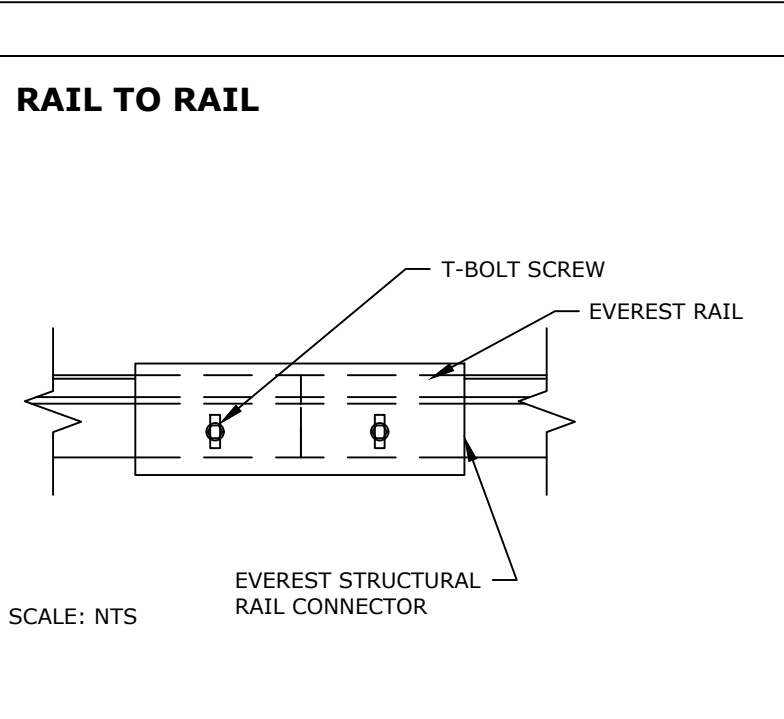 RAIL TO RAIL
T-BOLT SCREW
EVEREST RAIL
EVEREST STRUCTURAL
RAIL CONNECTOR
SCALE: NTS